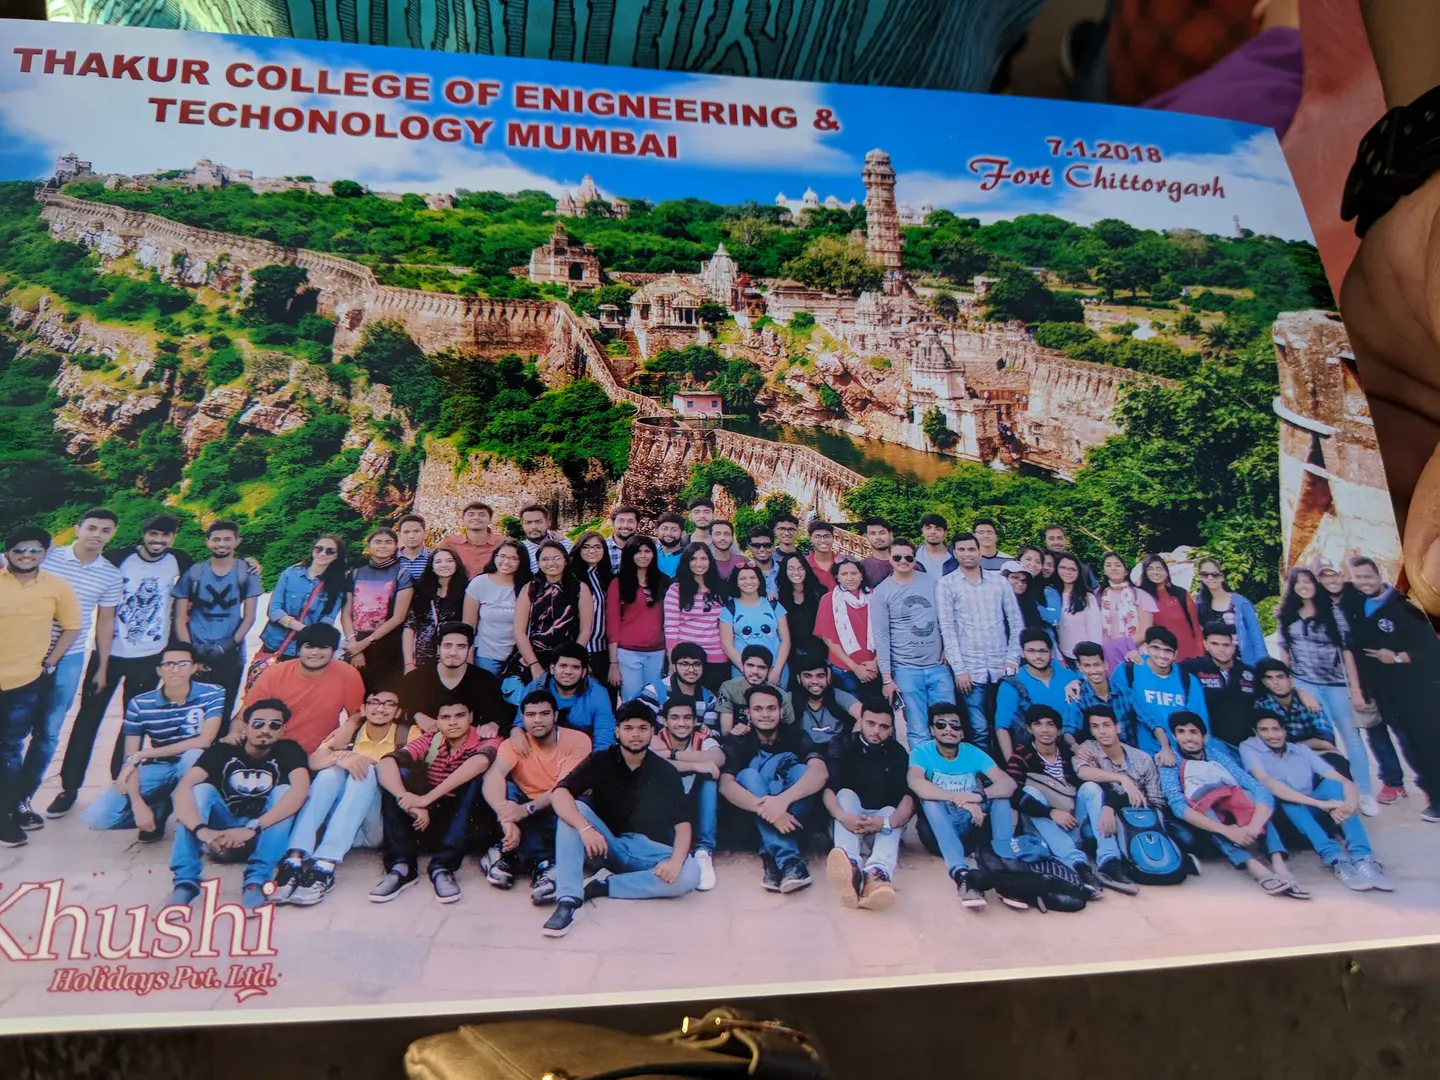 THAKUR COLLEGE OF ENIGNEERING &
TECHONOLOGY MUMBAI
7.1.2018
Fort Chittorgarh
FIFA
Khushi
Holidays Pvt. Ltd.